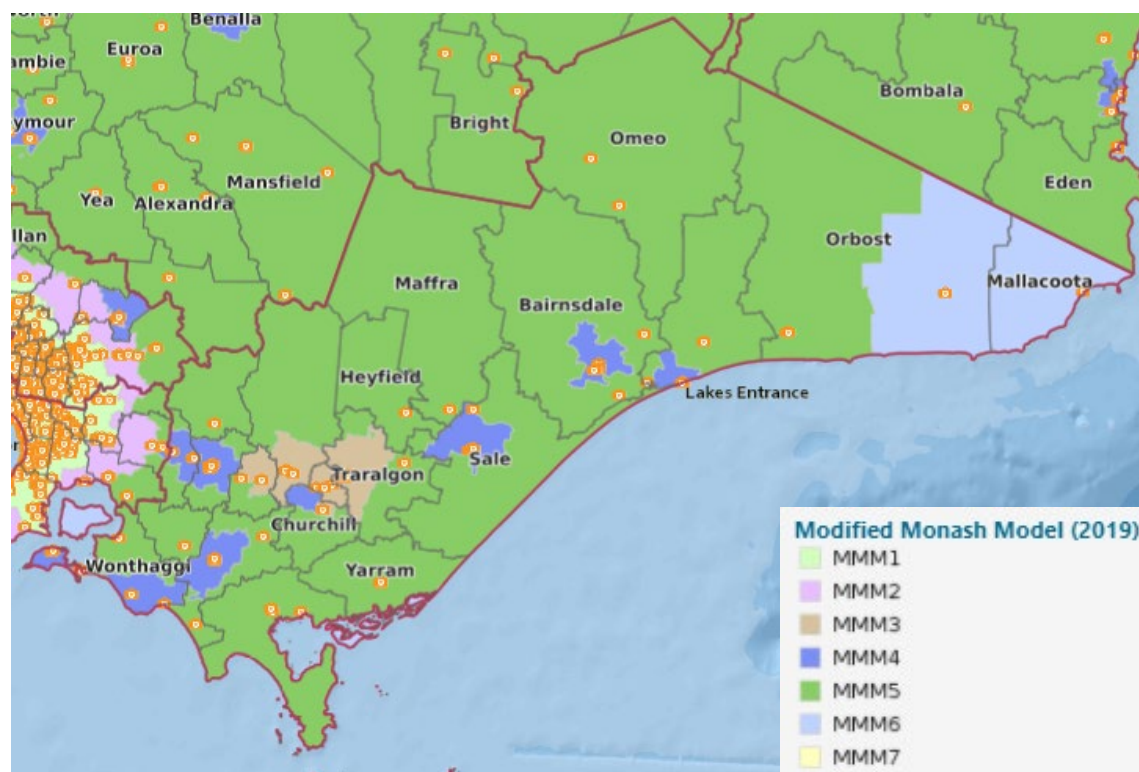 Benalla
Euroa
ambie
ymour
Bright
Bombala
Omeo
Mansfield
Eden
Yea
Alexandra
llan
Orbost
Maffra
Mallacoota
Bairnsdale
Heyfield
Lakes Entrance
Sale
Traralgon
Churchill
Wonthaggi
Yarram
Modified Monash Model (2019)
MMM1
MMM2
MMM3
MMM4
MMM5
MMM6
MMM7